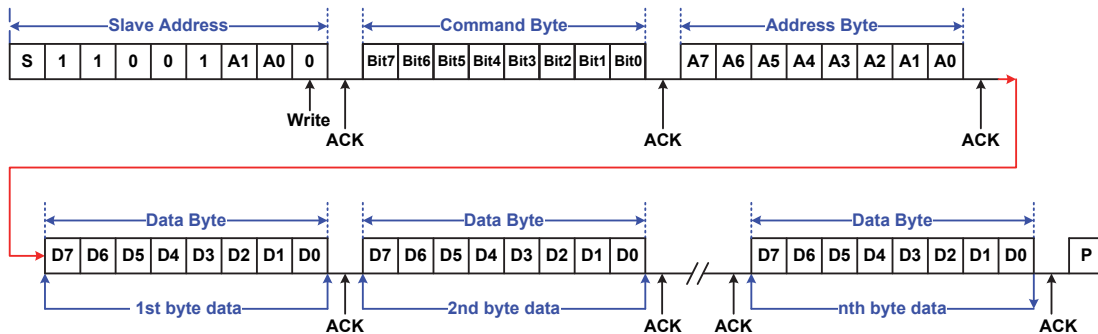 Slave Address Command Byte Address Byte
S 1 1 0 0 1 A1 A0 0 Bit7 Bit6 Bit5 Bit4 Bit3 Bit2 Bit1 Bit0 A7 A6 A5 A4 A3 A2 A1 A0
Write ACK ACK ACK
Data Byte Data Byte Data Byte
D7 D6 D5 D4 D3 D2 D1 D0 D7 D6 D5 D4 D3 D2 D1 D0 D7 D6 D5 D4 D3 D2 D1 D0 P
1st byte data 2nd byte data nth byte data
ACK ACK ACK ACK